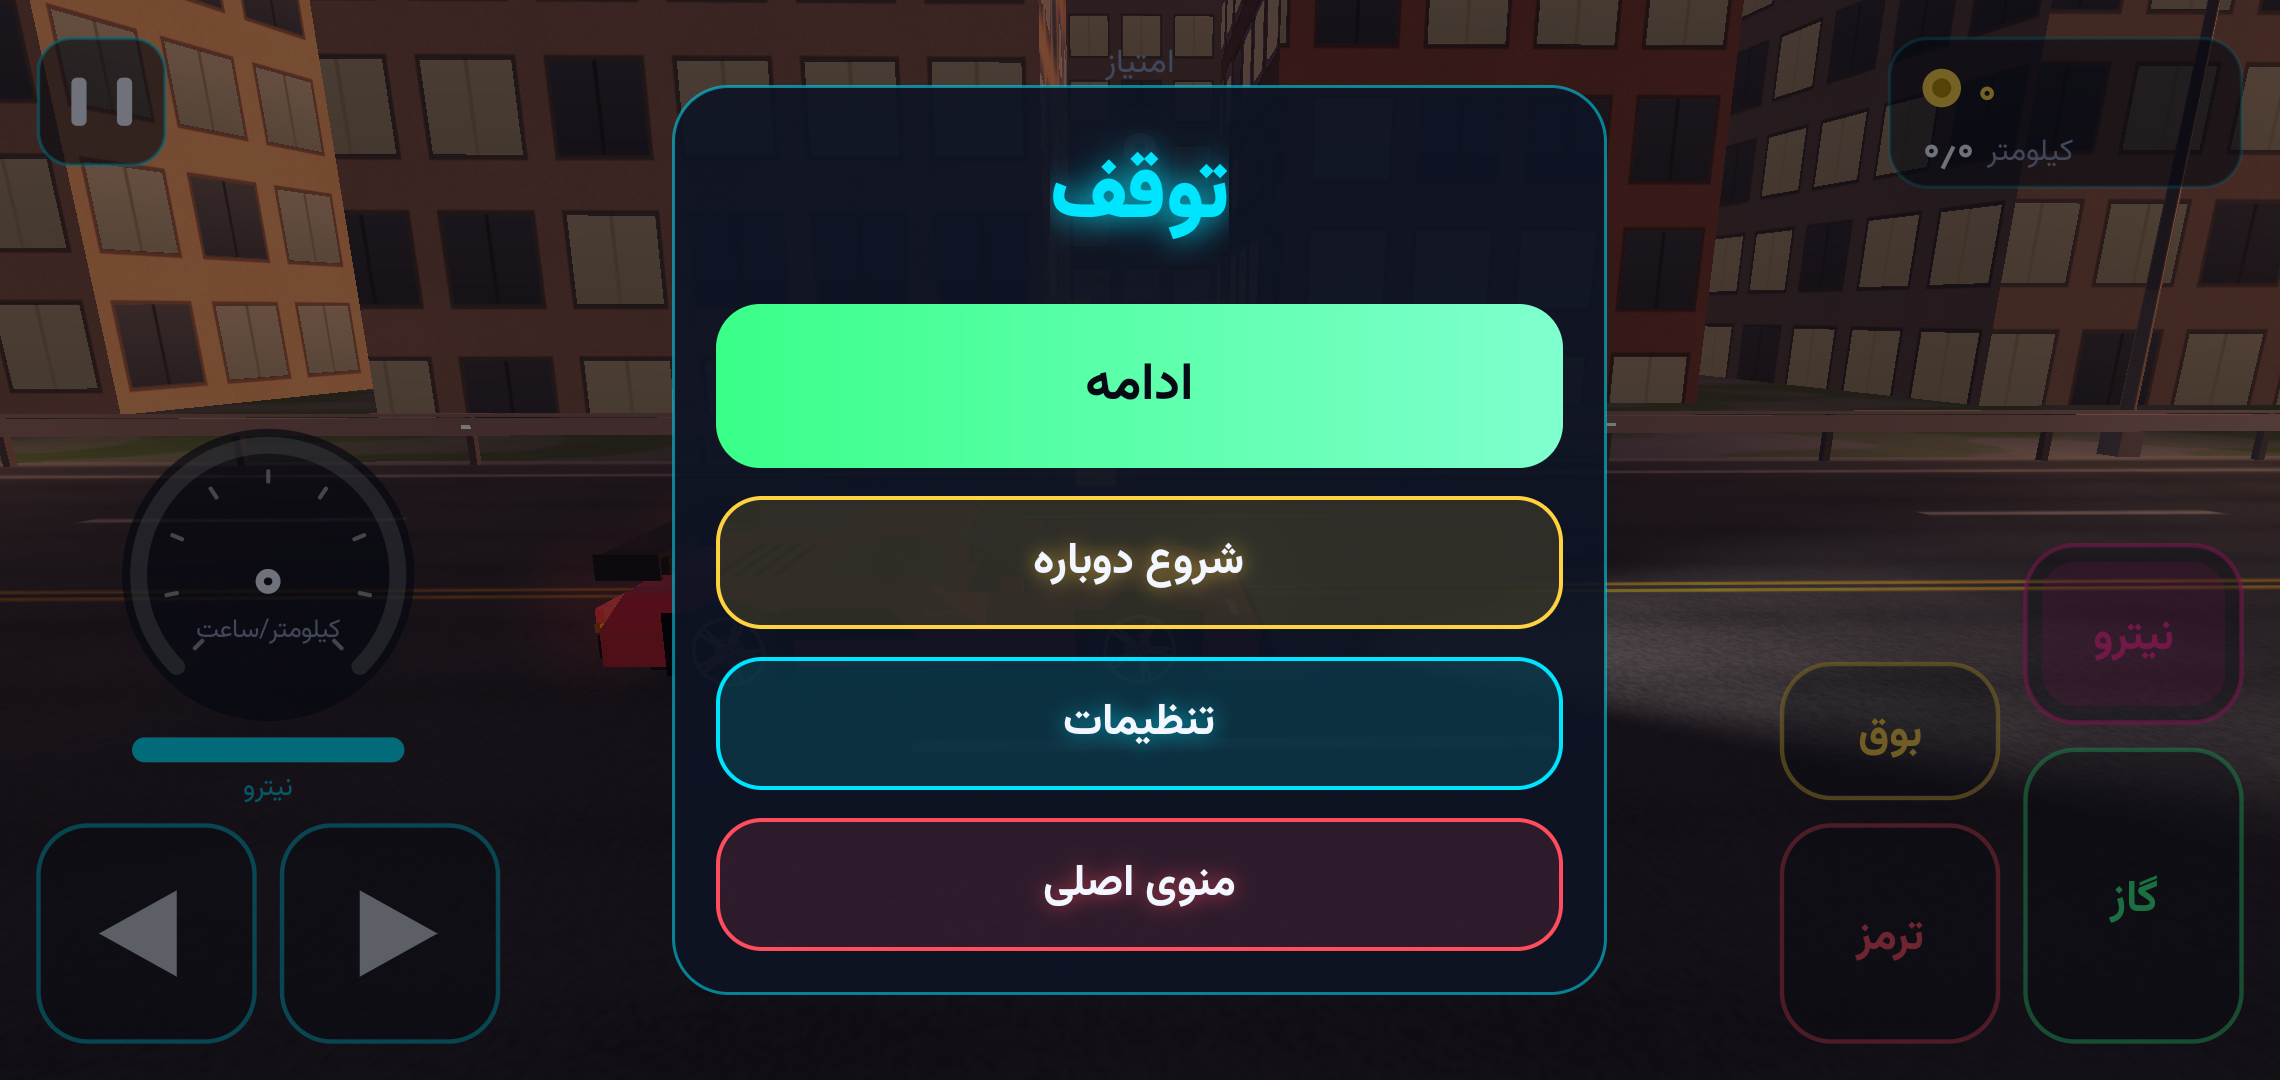 امتیاز
۰
۰/۰ کیلومتر
توقف
ادامه
شروع دوباره
تنظیمات
منوی اصلی
۰
کیلومتر/ساعت
نیترو
نیترو
بوق
گاز
ترمز